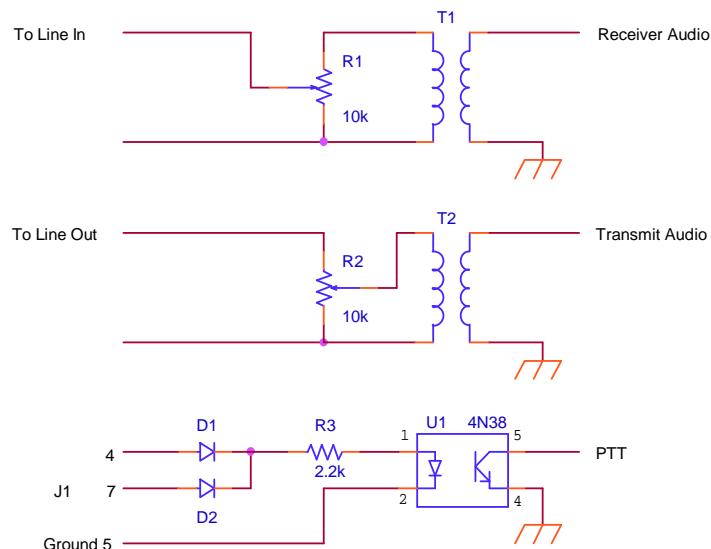 T1
To Line In
Receiver Audio
R1
10k
T2
To Line Out
Transmit Audio
R2
10k
D1
R3
U1
4N38
4
1
5
PTT
2.2k
J1
7
2
4
D2
Ground 5